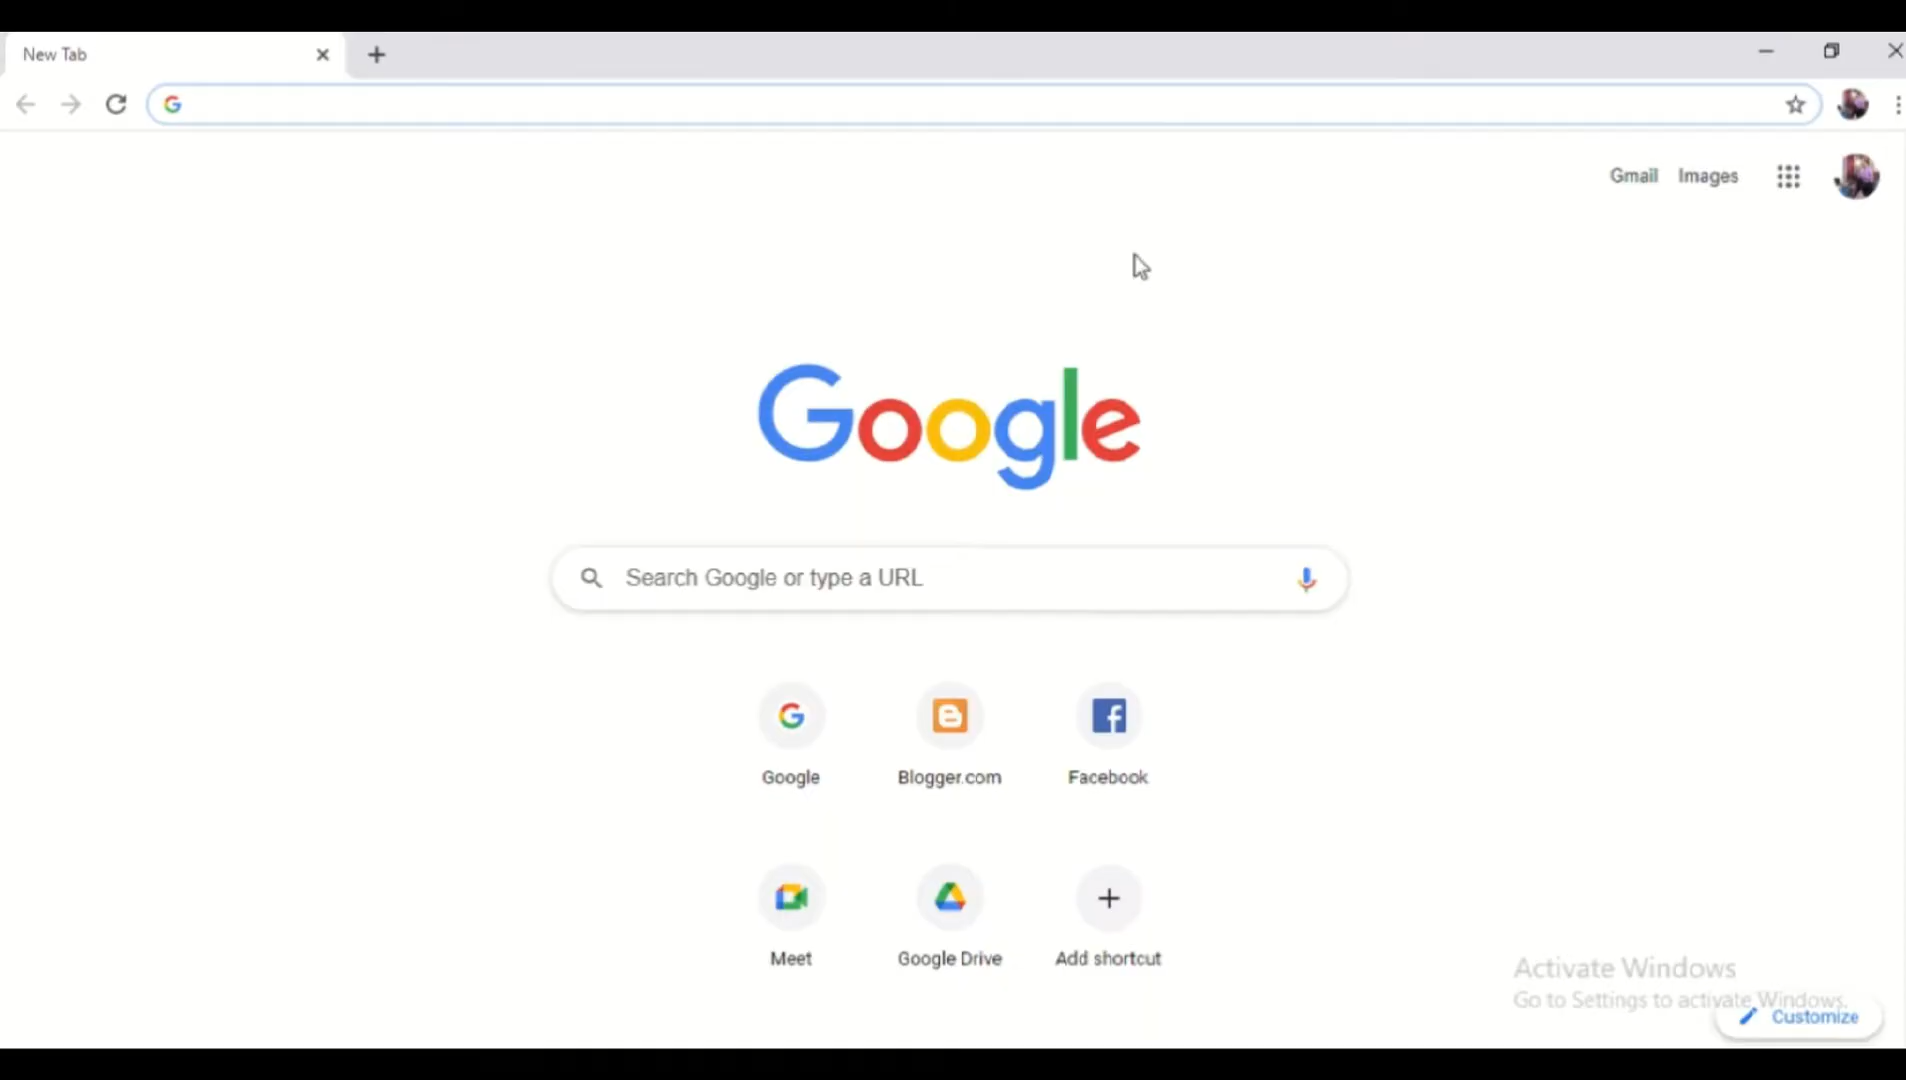 New Tab
Gmail Images
Google
Search Google or type a URL
Google Blogger.com Facebook
Meet Google Drive Add shortcut
Activate Windows
Go to Settings to activate Windows.
Customize